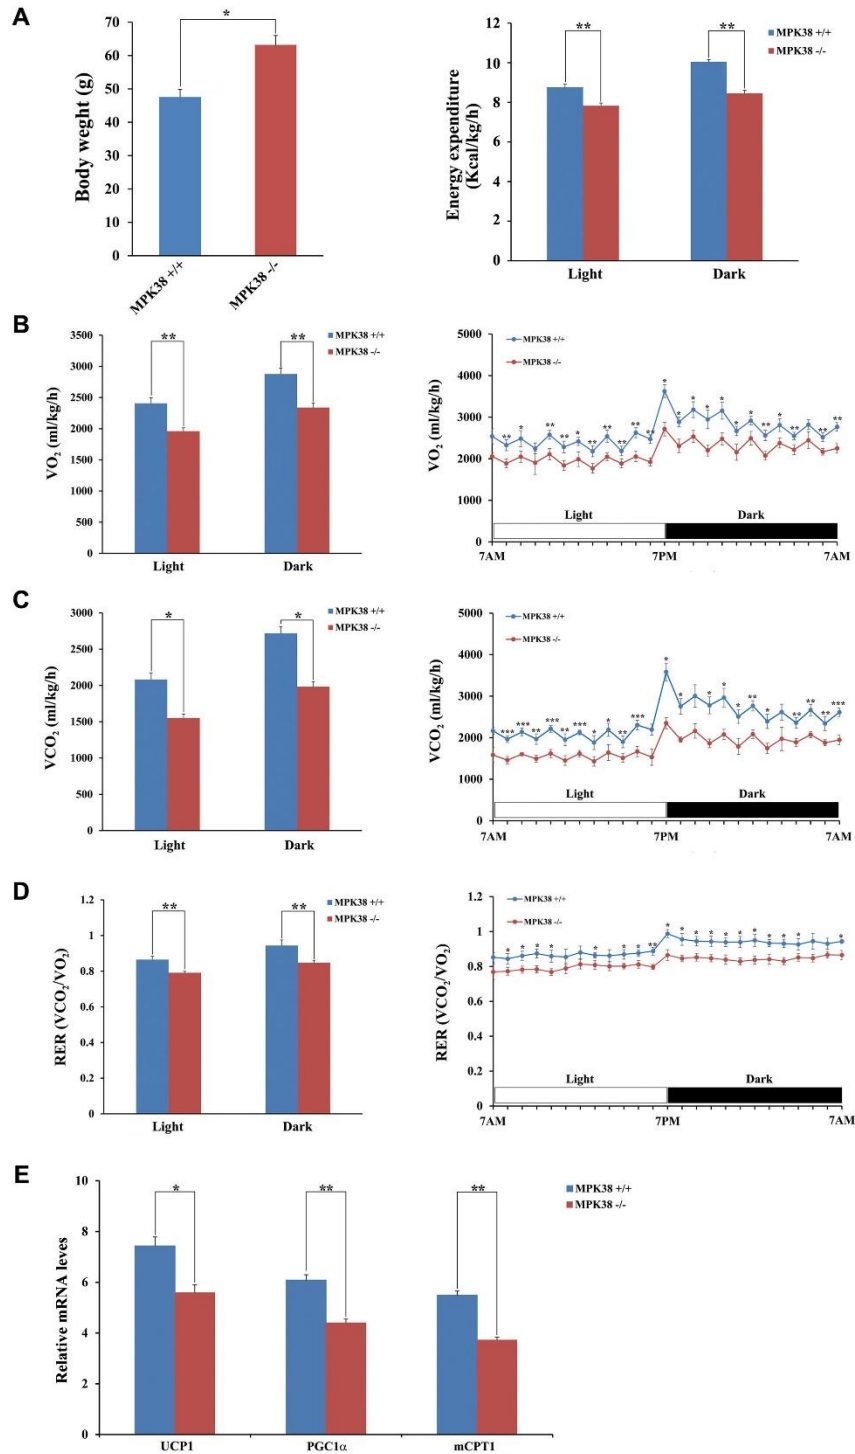 A
Body weght (g)
70
60
50
40
30
20
10
0
*
MPK38 +/+
MPK38 -/-
Energy expenditure
(Kcal/kg/h)
12
10
8
6
4
2
0
**
**
MPK38 +/+
MPK38 -/-
Light
Dark
B
VO2 (ml/kg/h)
3500
3000
2500
2000
1500
1000
500
0
**
**
MPK38 +/+
MPK38 -/-
Light
Dark
VO2 (ml/kg/h)
5000
4000
3000
2000
1000
0
MPK38 +/+
MPK38 -/-
Light
Dark
7AM
7PM
7AM
C
VCO2 (ml/kg/h)
3000
2500
2000
1500
1000
500
0
*
*
MPK38 +/+
MPK38 -/-
Light
Dark
VCO2 (ml/kg/h)
5000
4000
3000
2000
1000
0
MPK38 +/+
MPK38 -/-
Light
Dark
7AM
7PM
7AM
D
RER (VCO2/VO2)
1.2
1
0.8
0.6
0.4
0.2
0
**
**
MPK38 +/+
MPK38 -/-
Light
Dark
RER (VCO2/VO2)
1.2
1
0.8
0.6
0.4
0.2
0
MPK38 +/+
MPK38 -/-
Light
Dark
7AM
7PM
7AM
E
Relative mRNA leves
10
8
6
4
2
0
*
**
**
MPK38 +/+
MPK38 -/-
UCP1
PGC1α
mCPT1